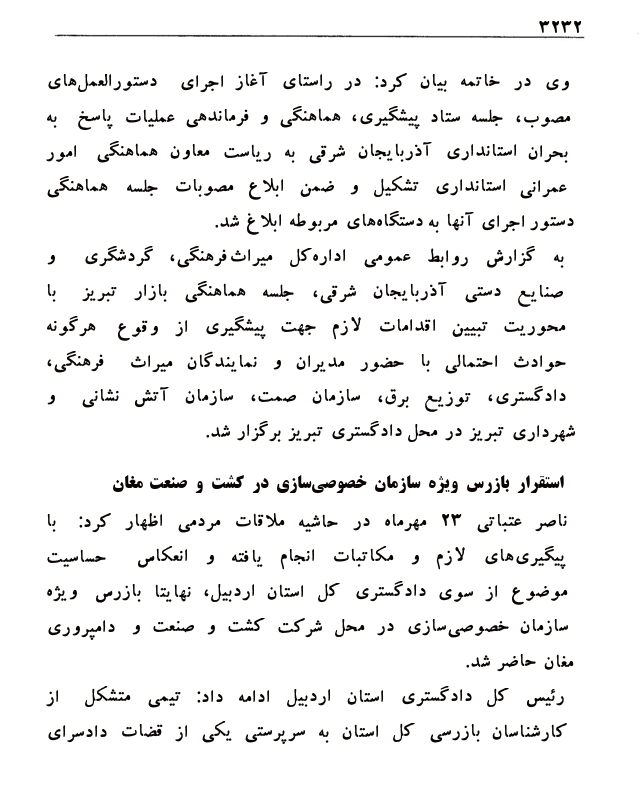 ۳۲۳۲
وی در خاتمه بیان کرد: در راستای آغاز اجرای دستورالعمل‌های
مصوب، جلسه ستاد پیشگیری، هماهنگی و فرماندهی عملیات پاسخ به
بحران استانداری آذربایجان شرقی به ریاست معاون هماهنگی امور
عمرانی استانداری تشکیل و ضمن ابلاغ مصوبات جلسه هماهنگی
دستور اجرای آنها به دستگاه‌های مربوطه ابلاغ شد.
به گزارش روابط عمومی اداره‌کل میراث‌فرهنگی، گردشگری و
صنایع دستی آذربایجان شرقی، جلسه هماهنگی بازار تبریز با
محوریت تبیین اقدامات لازم جهت پیشگیری از وقوع هرگونه
حوادث احتمالی با حضور مدیران و نمایندگان میراث فرهنگی،
دادگستری، توزیع برق، سازمان صمت، سازمان آتش نشانی و
شهرداری تبریز در محل دادگستری تبریز برگزار شد.
استقرار بازرس ویژه سازمان خصوصی‌سازی در کشت و صنعت مغان
ناصر عتباتی ۲۳ مهرماه در حاشیه ملاقات مردمی اظهار کرد: با
پیگیری‌های لازم و مکاتبات انجام یافته و انعکاس حساسیت
موضوع از سوی دادگستری کل استان اردبیل، نهایتا بازرس ویژه
سازمان خصوصی‌سازی در محل شرکت کشت و صنعت و دامپروری
مغان حاضر شد.
رئیس کل دادگستری استان اردبیل ادامه داد: تیمی متشکل از
کارشناسان بازرسی کل استان به سرپرستی یکی از قضات دادسرای